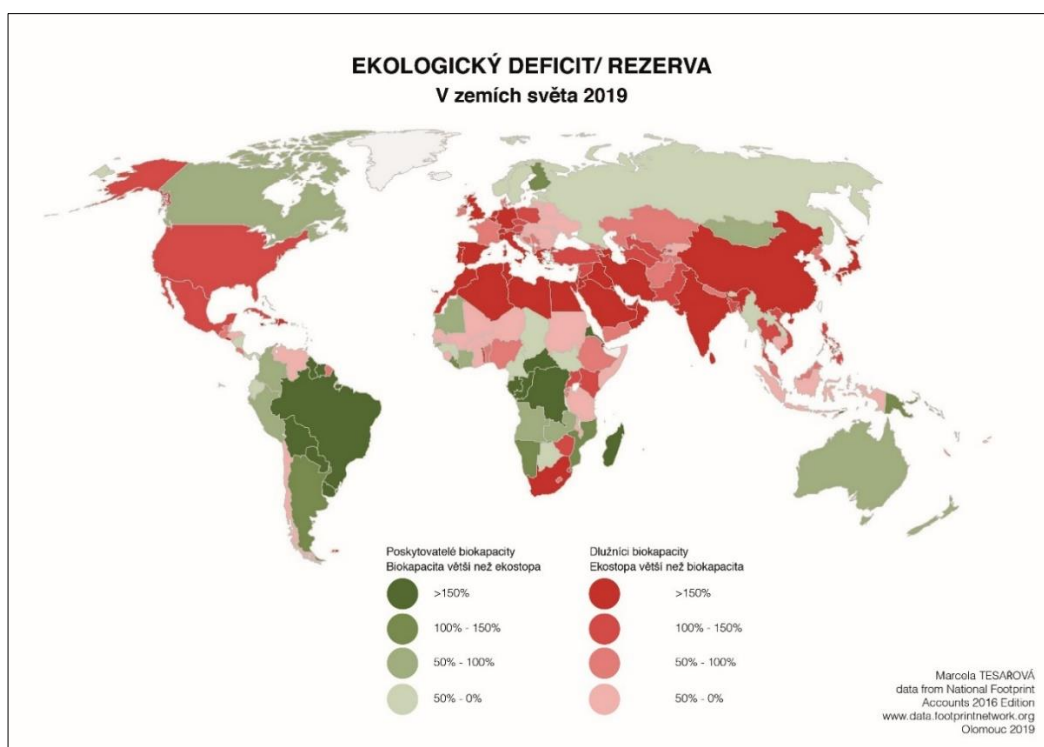 EKOLOGICKÝ DEFICIT/ REZERVA
V zemích světa 2019
Poskytovatelé biokapacity
Biokapacita větší než ekostopa
>150%
100% - 150%
50% - 100%
50% - 0%
Dlužníci biokapacity
Ekostopa větší než biokapacita
>150%
100% - 150%
50% - 100%
50% - 0%
Marcela TESAŘOVÁ
data from National Footprint
Accounts 2016 Edition
www.data.footprintnetwork.org
Olomouc 2019